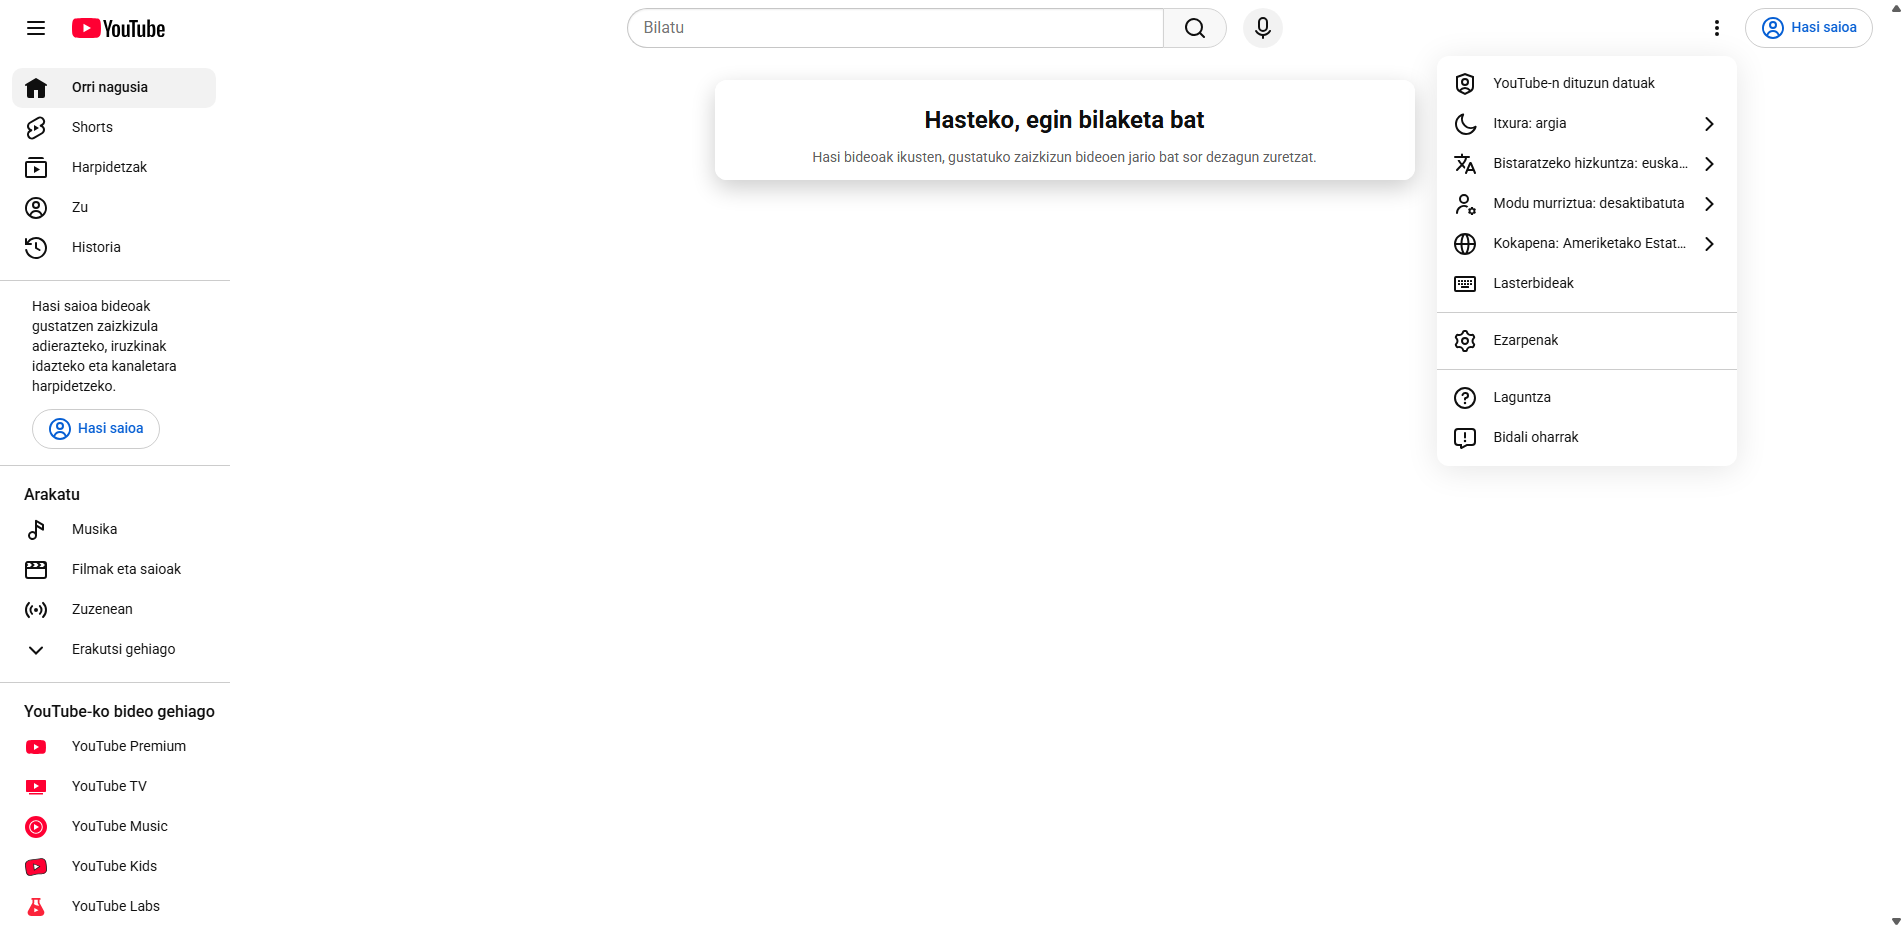 YouTube
Bilatu
Hasi saioa
Orri nagusia
Shorts
Harpidetzak
Zu
Historia
Hasi saioa bideoak
gustatzen zaizkizula
adierazteko, iruzkinak
idazteko eta kanaletara
harpidetzeko.
Hasi saioa
Arakatu
Musika
Filmak eta saioak
Zuzenean
Erakutsi gehiago
YouTube-ko bideo gehiago
YouTube Premium
YouTube TV
YouTube Music
YouTube Kids
YouTube Labs
Hasteko, egin bilaketa bat
Hasi bideoak ikusten, gustatuko zaizkizun bideoen jario bat sor dezagun zuretzat.
YouTube-n dituzun datuak
Itxura: argia
Bistaratzeko hizkuntza: euska...
Modu murriztua: desaktibatuta
Kokapena: Ameriketako Estat...
Lasterbideak
Ezarpenak
Laguntza
Bidali oharrak